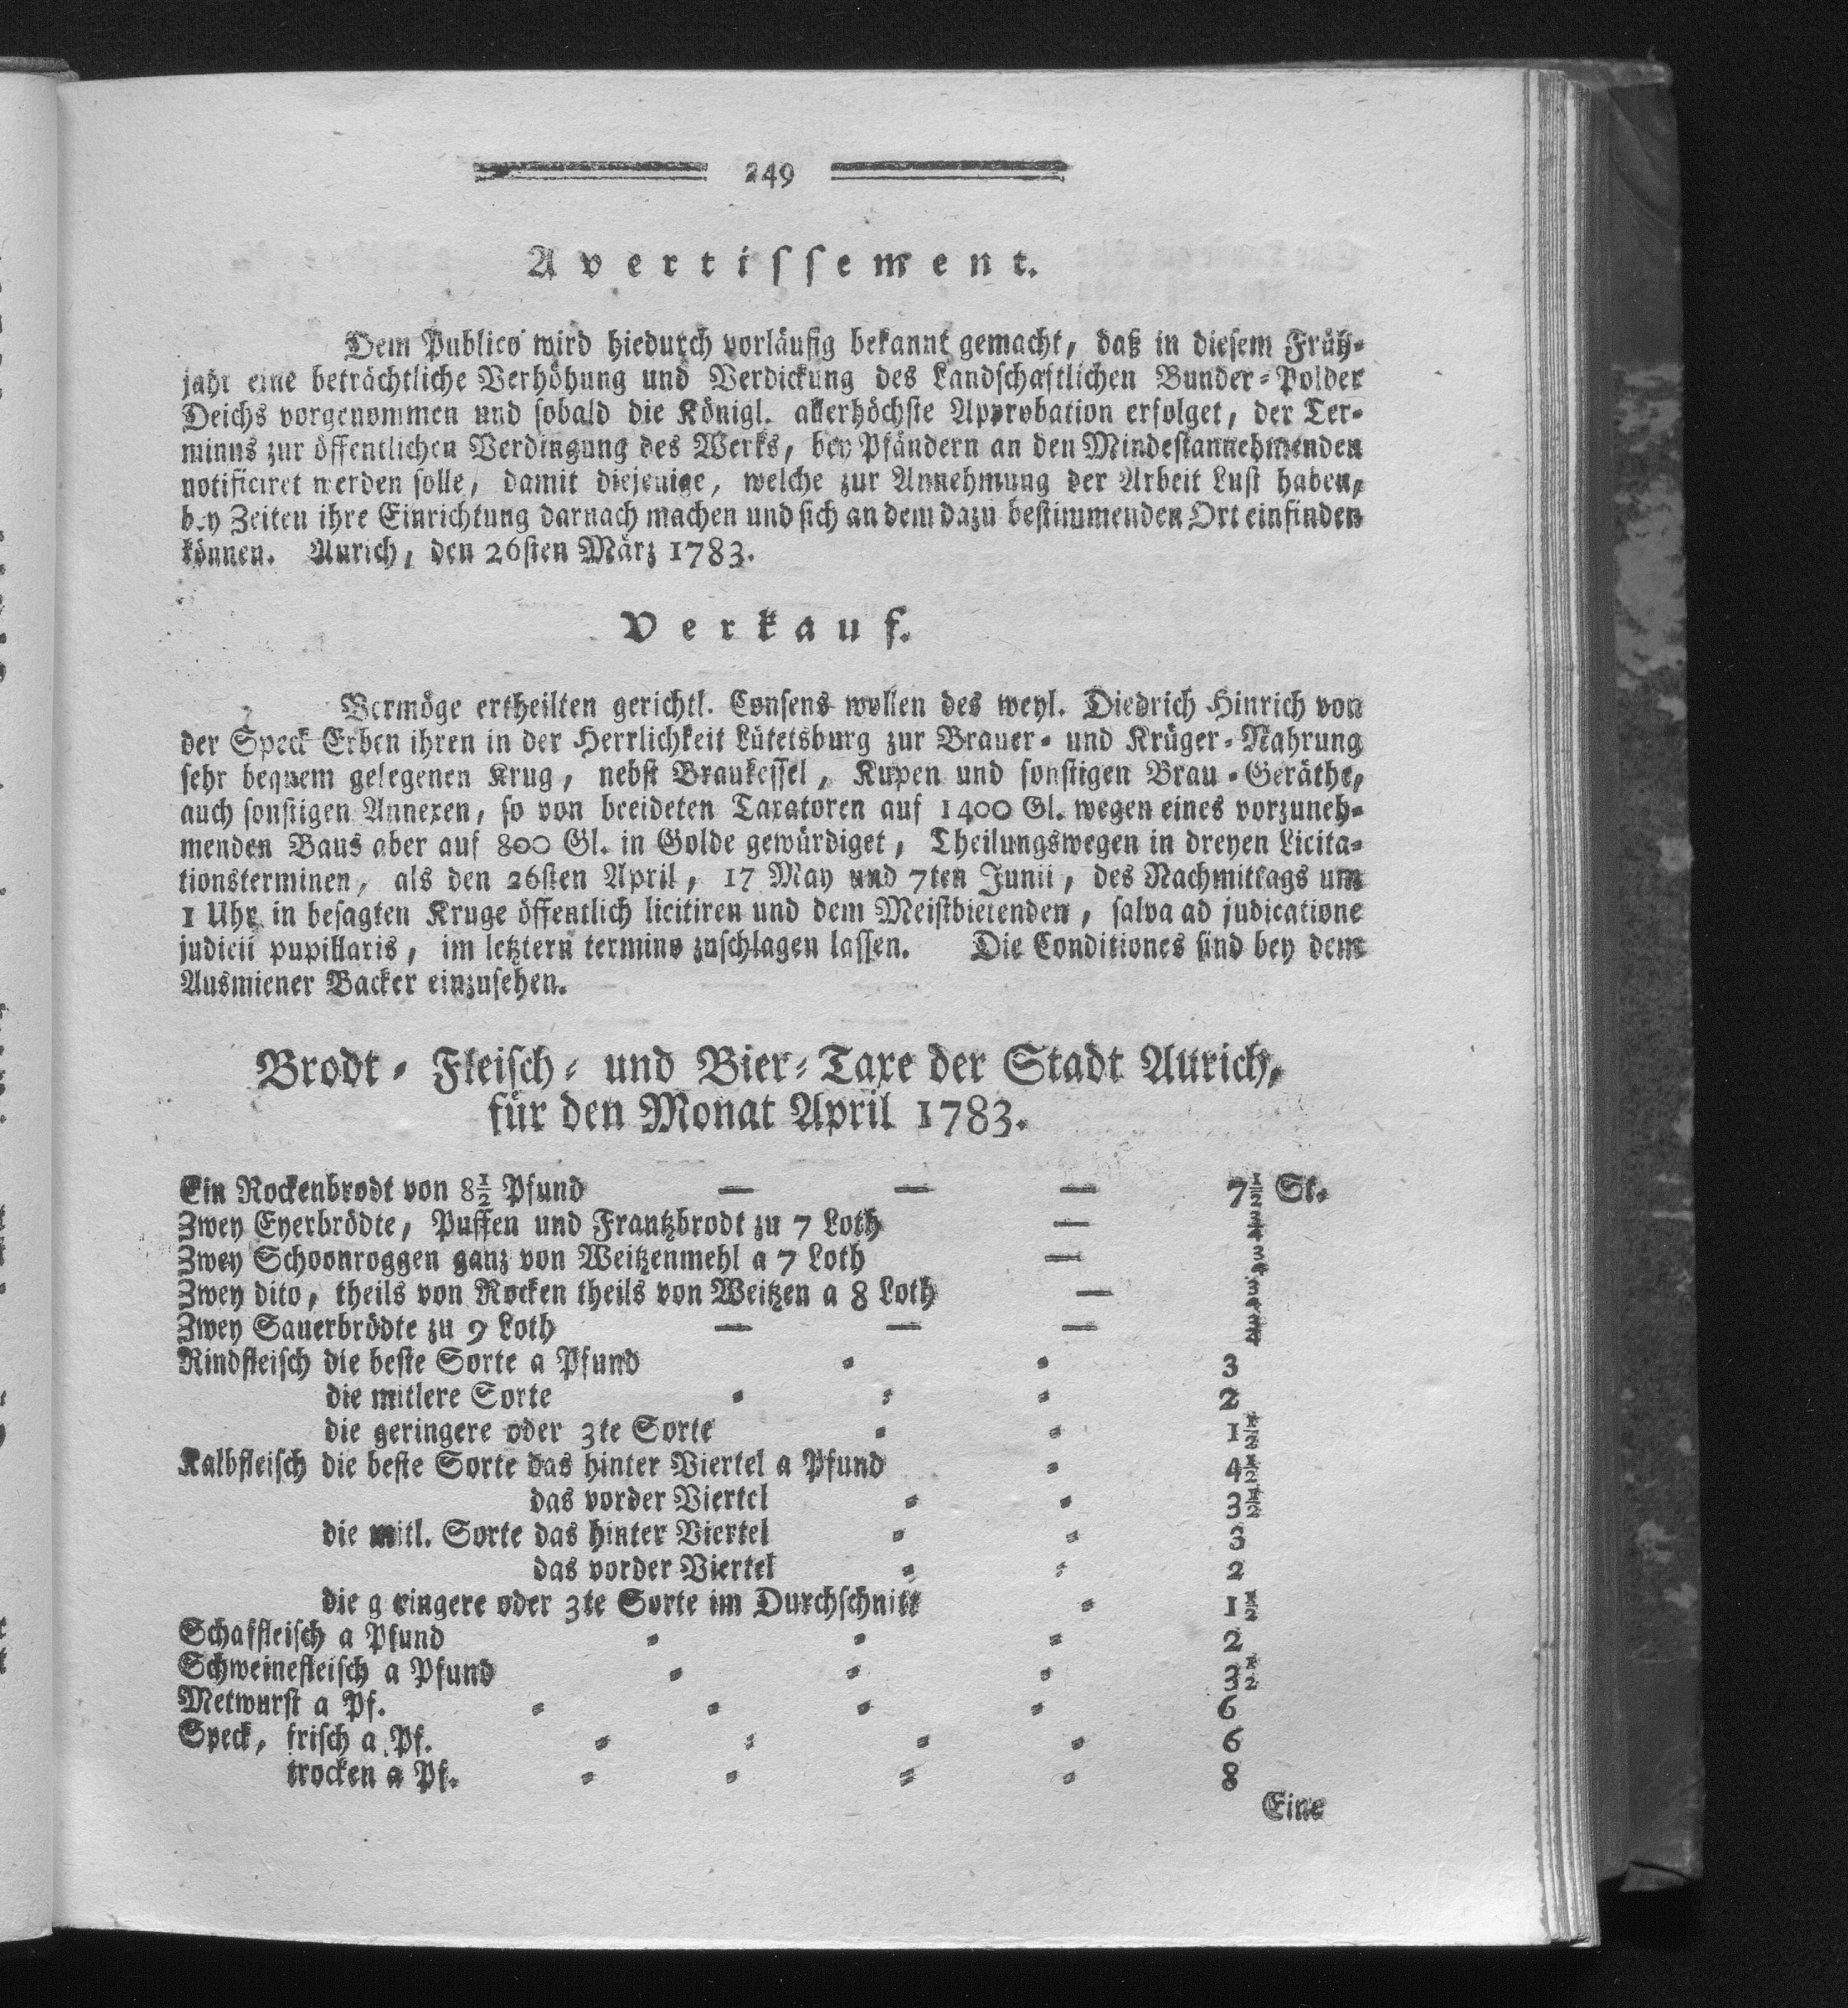 249
Avertissement.
Dem Publico wird hiedurch vorläufig bekannt gemacht, daß in diesem Früh-
jahr eine beträchtliche Verhöhung und Verdickung des Landschaftlichen Bunder-Polder
Deichs vorgenommen und sobald die Königl. allerhöchste Approbation erfolget, der Ter-
minus zur öffentlichen Verdingung des Werks, bey Pfändern an den Mindestannehmenden
notificiret werden solle, damit diejenige, welche zur Annehmung der Arbeit Lust haben,
bey Zeiten ihre Einrichtung darnach machen und sich an dem dazu bestimmenden Ort einfinden
können. Aurich, den 26sten März 1783.
Verkauf.
Vermöge ertheilten gerichtl. Consens wollen des weyl. Diedrich Hinrich von
der Speck Erben ihren in der Herrlichkeit Lütetsburg zur Brauer- und Krüger-Nahrung
sehr bequem gelegenen Krug, nebst Braukessel, Kupen und sonstigen Brau-Geräthe,
auch sonstigen Annexen, so von beeideten Taxatoren auf 1400 Gl. wegen eines vorzuneh-
menden Baus aber auf 800 Gl. in Golde gewürdiget, Theilungswegen in dreyen Licita-
tionsterminen, als den 26sten April, 17 May und 7ten Junii, des Nachmittags um
1 Uhr in besagten Kruge öffentlich licitiren und dem Meistbietenden, salva ad judicatione
judicii pupillaris, im letztern termino zuschlagen lassen. Die Conditiones sind bey dem
Ausmiener Backer einzusehen.
Brodt- Fleisch- und Bier-Taxe der Stadt Aurich,
für den Monat April 1783.
Ein Rockenbrodt von 8½ Pfund — — — 7½ St.
Zwey Eyerbrödte, Puffen und Frantzbrodt zu 7 Loth — ¾
Zwey Schoonroggen ganz von Weitzenmehl a 7 Loth — ¾
Zwey dito, theils von Rocken theils von Weitzen a 8 Loth — ¾
Zwey Sauerbrödte zu 9 Loth — — —
Rindfleisch die beste Sorte a Pfund - - 3
die mitlere Sorte - - - 2
die geringere oder 3te Sorte - - 1½
Kalbfleisch die beste Sorte das hinter Viertel a Pfund - 4½
das vorder Viertel - - 3½
die mitl. Sorte das hinter Viertel - - 3
das vorder Viertel - - 2
die g ringere oder 3te Sorte im Durchschnitt - 1½
Schaffleisch a Pfund - - - 2
Schweinefleisch a Pfund - - - 3½
Metwurst a Pf. - - - - 6
Speck, frisch a Pf. - - - - 6
trocken a Pf. - - - - 8
Eine